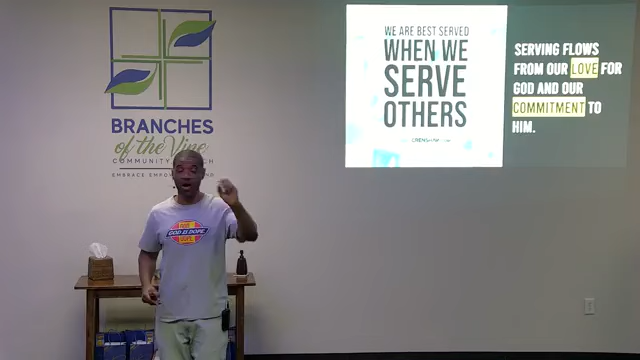 BRANCHES
of the Vine
COMMUNITY CHURCH
WE ARE BEST SERVED
WHEN WE
SERVE
OTHERS
SERVING FLOWS
FROM OUR LOVE FOR
GOD AND OUR
COMMITMENT TO
HIM.
GOD IS DOPE